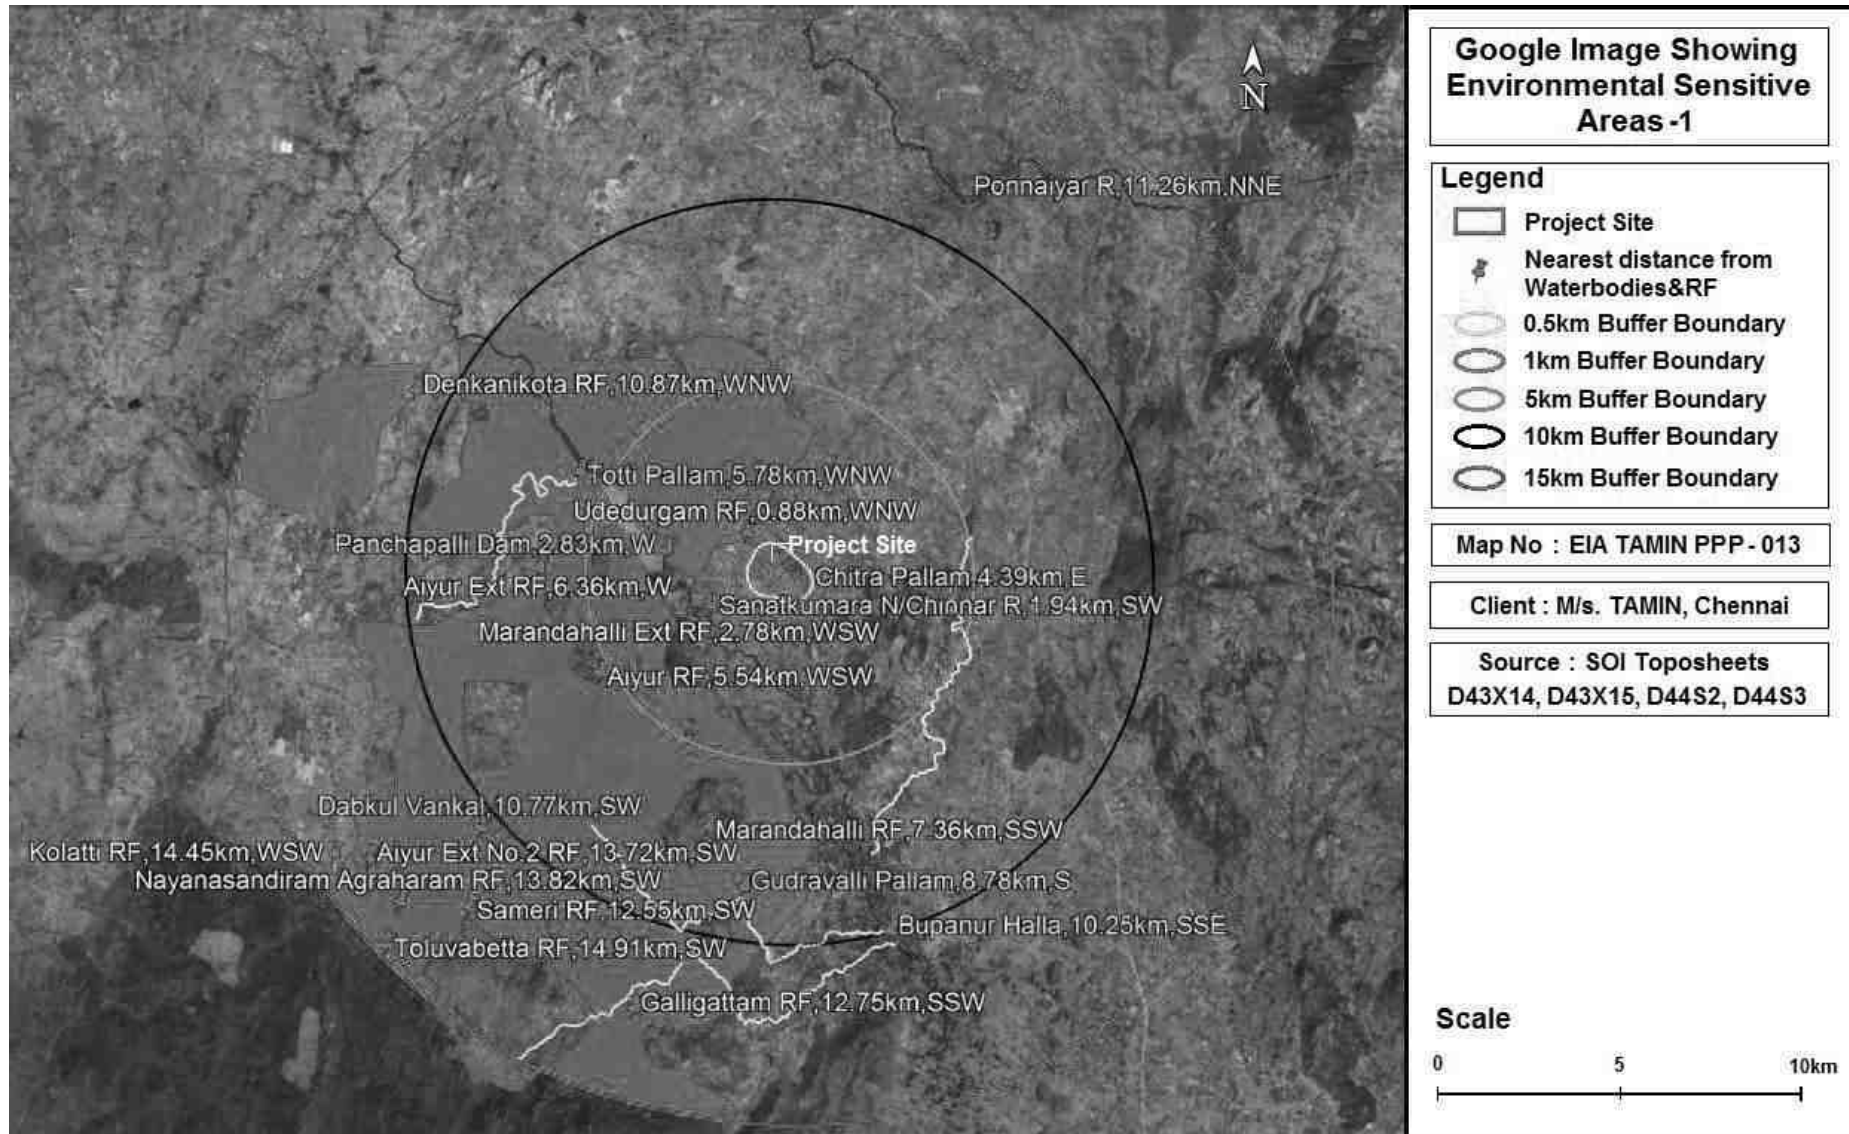 Google Image Showing
Environmental Sensitive
Areas -1
N
Ponnaiyar R,11.26km,NNE
Denkanikota RF,10.87km,WNW
Totti Pallam,5.78km,WNW
Udedurgam RF,0.88km,WNW
Panchapalli Dam,2.83km,W
Project Site
Aiyur Ext RF,6.36km,W
Chitra Pallam,4.39km,E
Sanatkumara N/Chinnar R,1.94km,SW
Marandahalli Ext RF,2.78km,WSW
Aiyur RF,5.54km,WSW
Dabkul Vankal,10.77km,SW
Marandahalli RF,7.36km,SSW
Kolatti RF,14.45km,WSW
Aiyur Ext No.2 RF,13.72km,SW
Nayanasandiram Agraharam RF,13.82km,SW
Gudravalli Pallam,8.78km,S
Sameri RF,12.55km,SW
Bupanur Halla,10.25km,SSE
Toluvabetta RF,14.91km,SW
Galligattam RF,12.75km,SSW
Legend
Project Site
Nearest distance from
Waterbodies&RF
0.5km Buffer Boundary
1km Buffer Boundary
5km Buffer Boundary
10km Buffer Boundary
15km Buffer Boundary
Map No : EIA TAMIN PPP - 013
Client : M/s. TAMIN, Chennai
Source : SOI Toposheets
D43X14, D43X15, D44S2, D44S3
Scale
0 5 10km